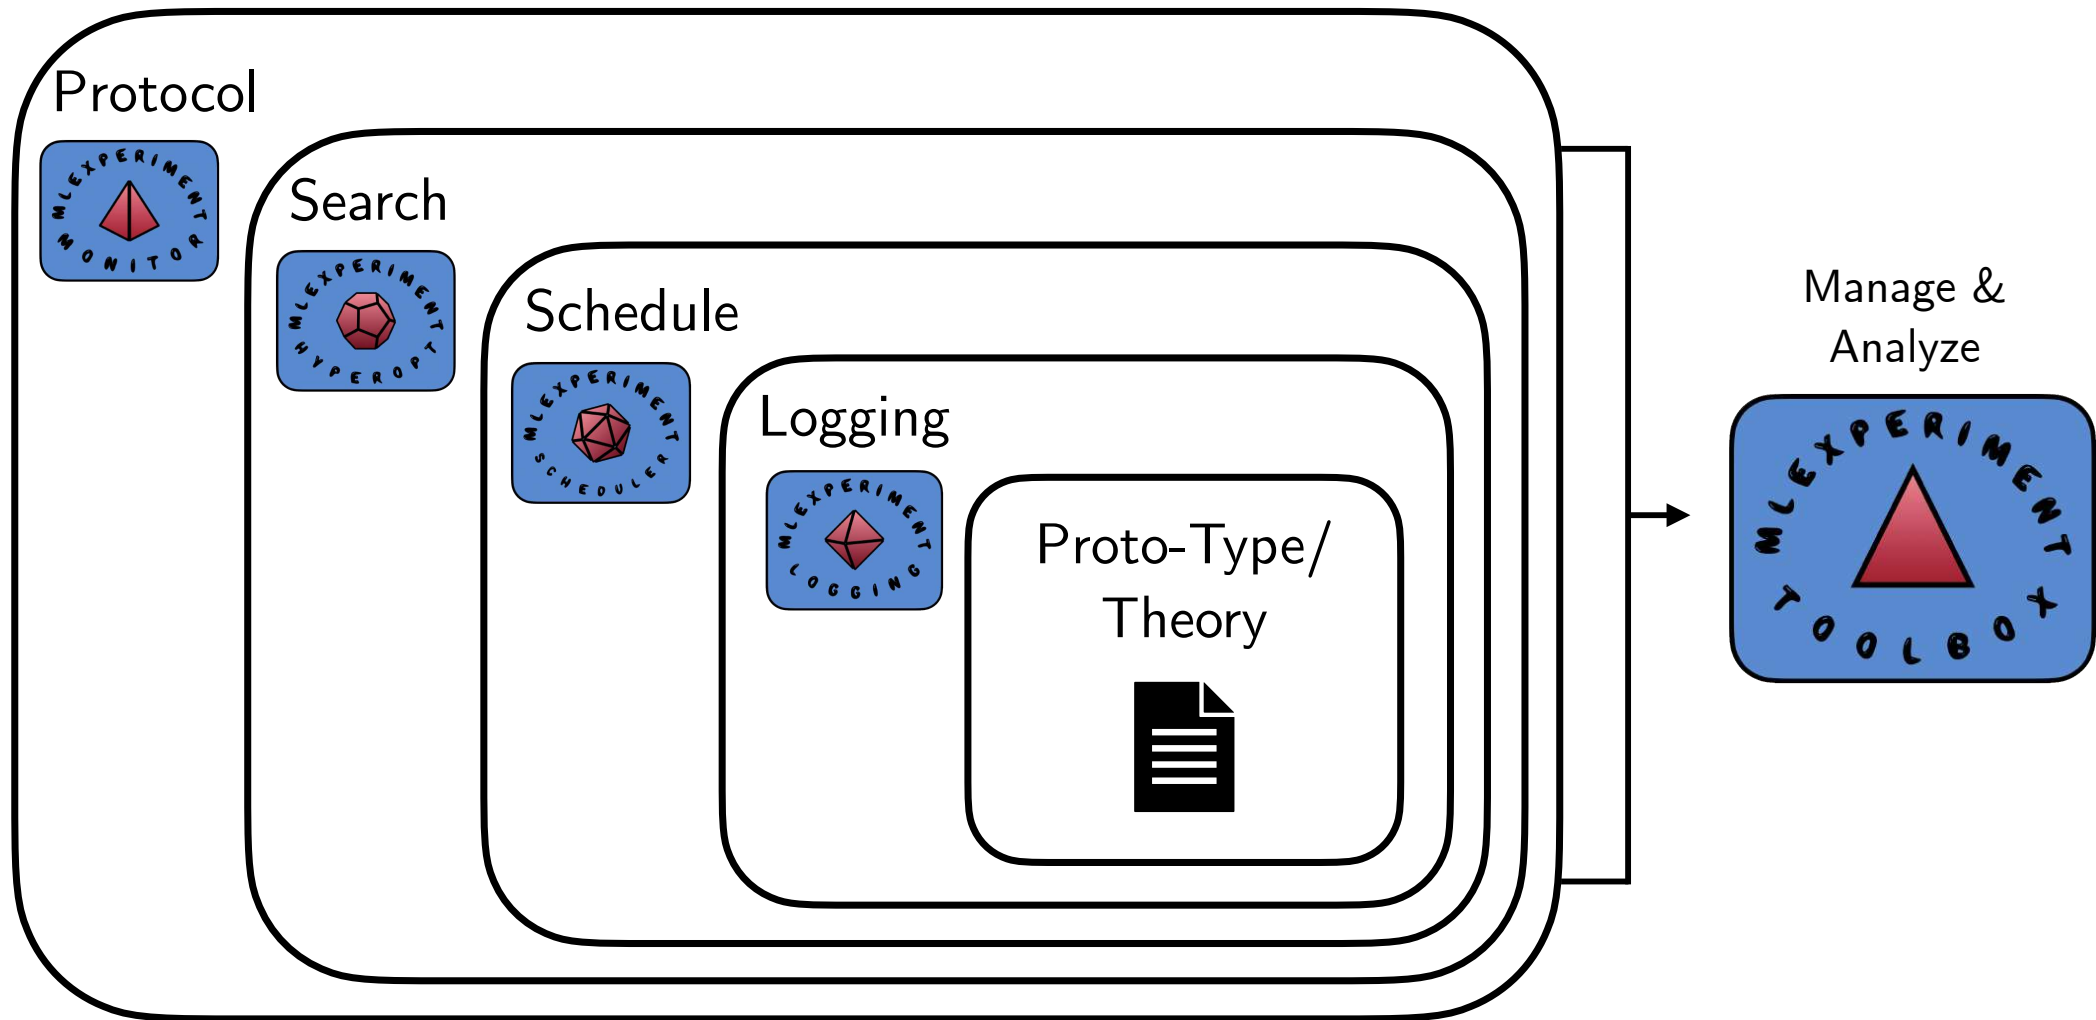 Protocol
MLEXPERIMENT
MONITOR
Search
MLEXPERIMENT
HYPEROPT
Schedule
MLEXPERIMENT
SCHEDULER
Logging
MLEXPERIMENT
LOGGING
Proto-Type/
Theory
Manage &
Analyze
MLEXPERIMENT
TOOLBOX